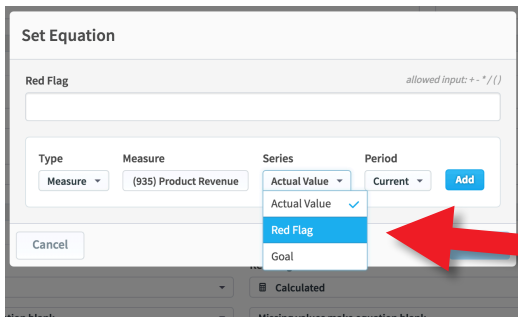 Set Equation
Red Flag
allowed input: + - * / ( )
Type Measure Series Period
Measure (935) Product Revenue Actual Value Current Add
Actual Value
Red Flag
Goal
Cancel
Calculated